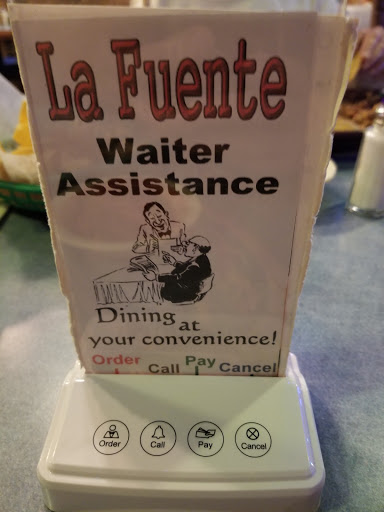 La Fuente
Waiter
Assistance
Dining at
your convenience!
Order Call Pay Cancel
Order Call Pay Cancel